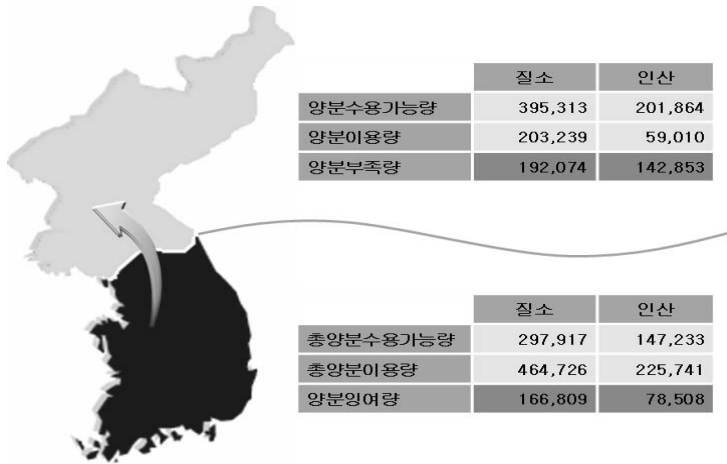 질소 인산
양분수용가능량 395,313 201,864
양분이용량 203,239 59,010
양분부족량 192,074 142,853
질소 인산
총양분수용가능량 297,917 147,233
총양분이용량 464,726 225,741
양분잉여량 166,809 78,508